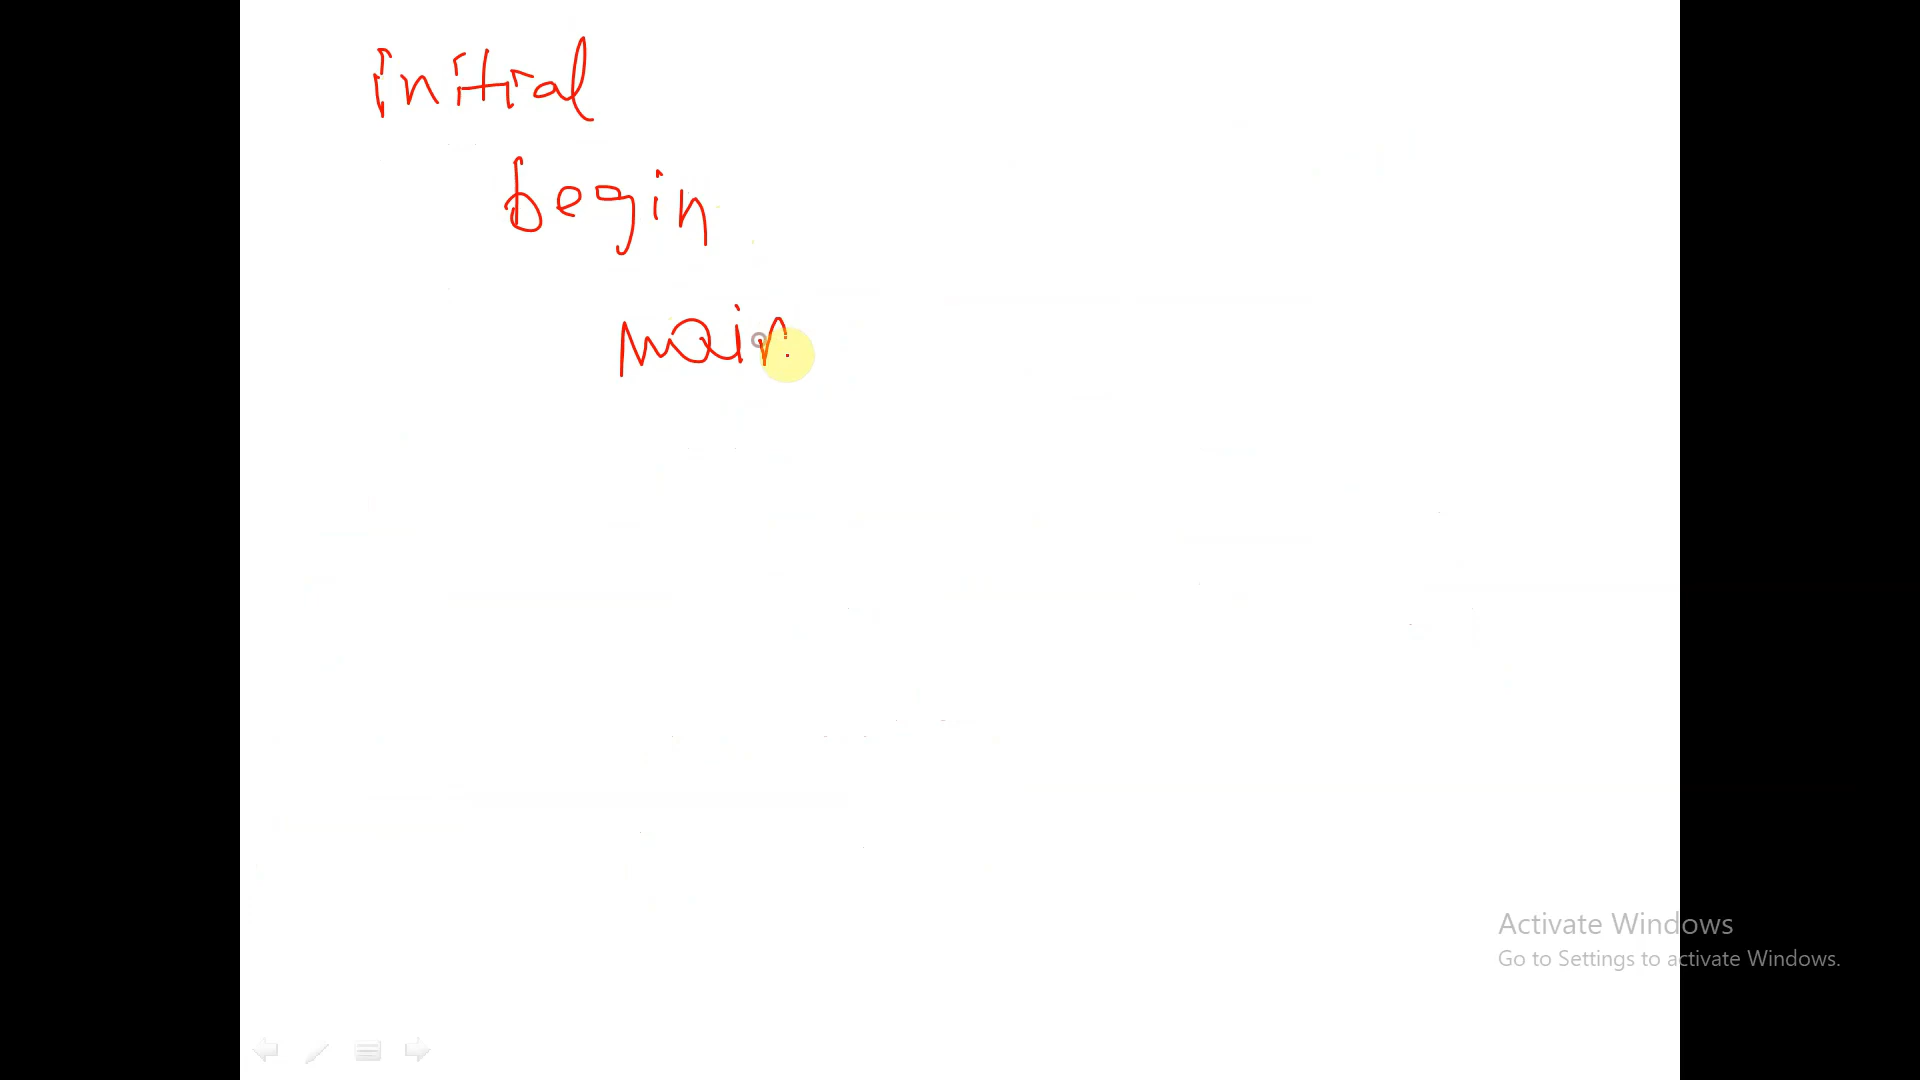 initial
begin
main
Activate Windows
Go to Settings to activate Windows.